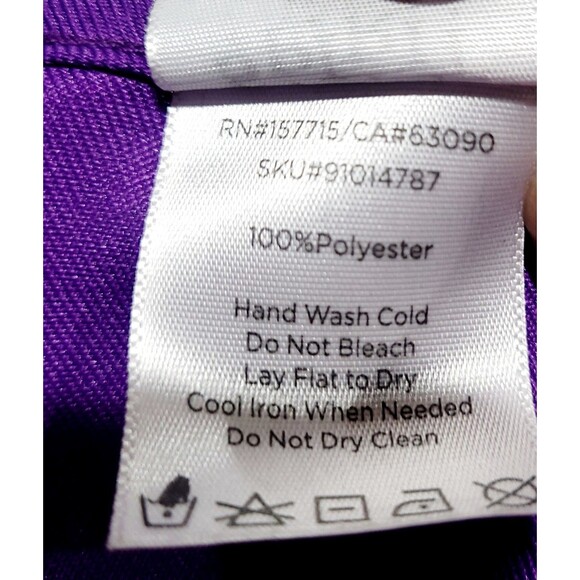 RN#157715/CA#63090
SKU#91014787
100%Polyester
Hand Wash Cold
Do Not Bleach
Lay Flat to Dry
Cool Iron When Needed
Do Not Dry Clean